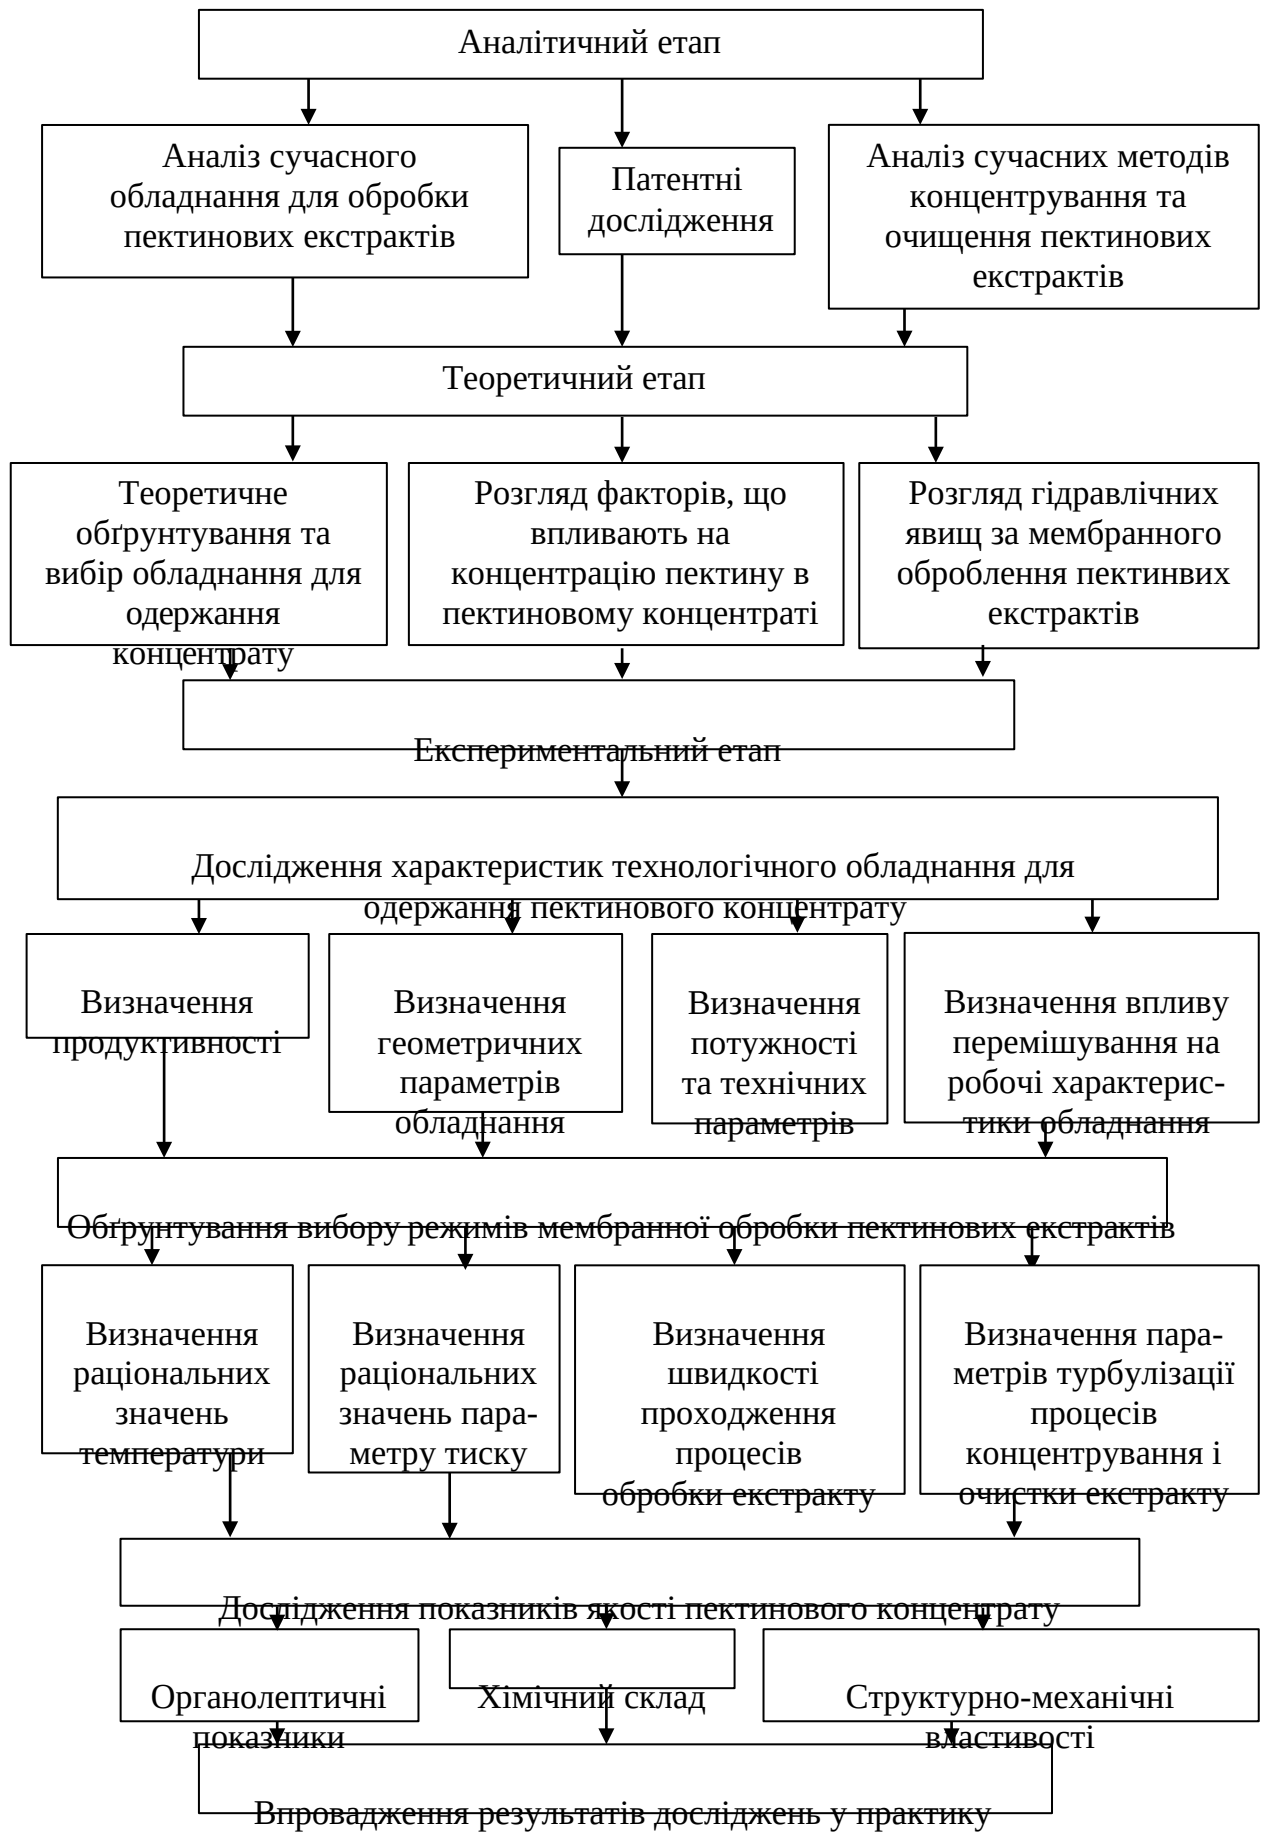 Аналітичний етап
Аналіз сучасного
обладнання для обробки
пектинових екстрактів
Патентні
дослідження
Аналіз сучасних методів
концентрування та
очищення пектинових
екстрактів
Теоретичний етап
Теоретичне
обґрунтування та
вибір обладнання для
одержання
концентрату
Розгляд факторів, що
впливають на
концентрацію пектину в
пектиновому концентраті
Розгляд гідравлічних
явищ за мембранного
оброблення пектинвих
екстрактів
Експериментальний етап
Дослідження характеристик технологічного обладнання для
одержання пектинового концентрату
Визначення
продуктивності
Визначення
геометричних
параметрів
обладнання
Визначення
потужності
та технічних
параметрів
Визначення впливу
перемішування на
робочі характерис-
тики обладнання
Обґрунтування вибору режимів мембранної обробки пектинових екстрактів
Визначення
раціональних
значень
температури
Визначення
раціональних
значень пара-
метру тиску
Визначення
швидкості
проходження
процесів
обробки екстракту
Визначення пара-
метрів турбулізації
процесів
концентрування і
очистки екстракту
Дослідження показників якості пектинового концентрату
Органолептичні
показники
Хімічний склад
Структурно-механічні
властивості
Впровадження результатів досліджень у практику